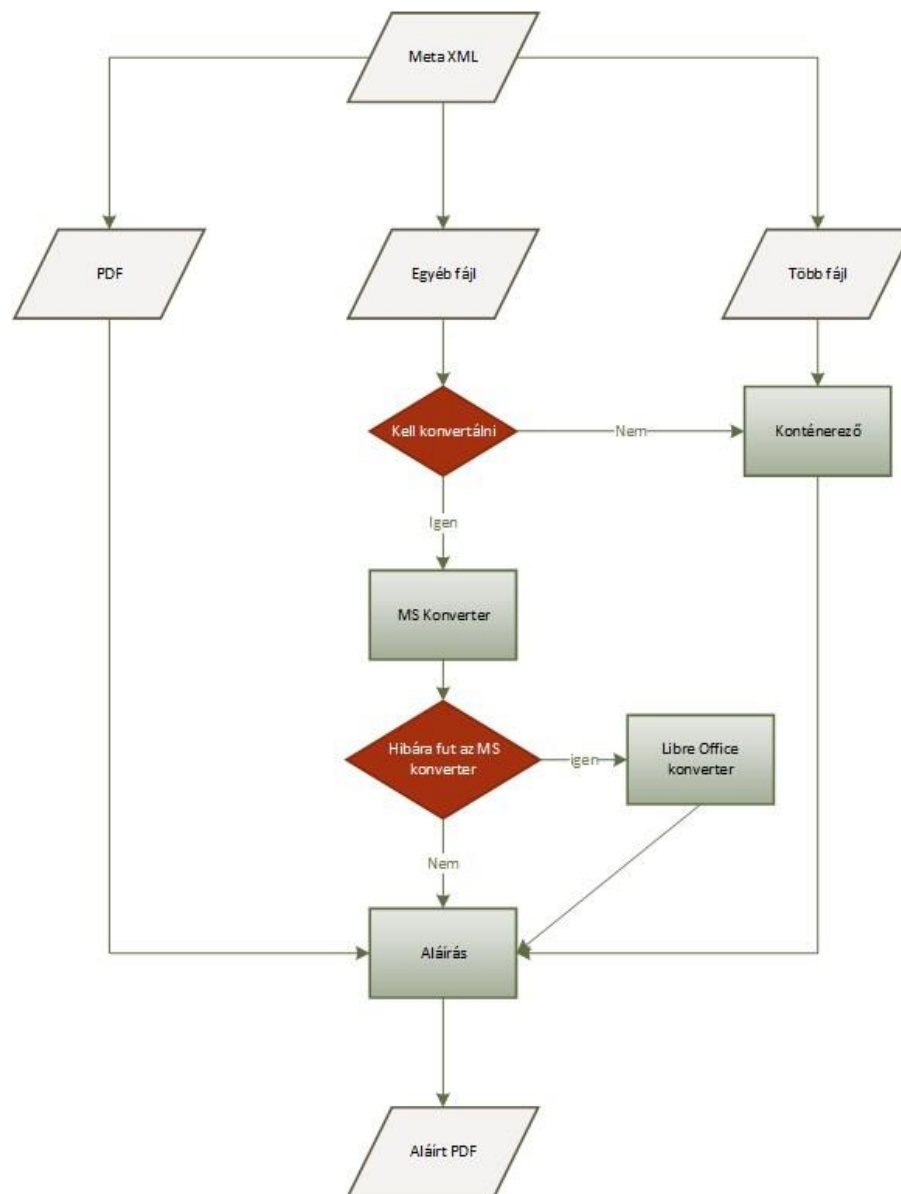 Meta XML
PDF
Egyéb fájl
Több fájl
Kell konvertálni
Nem
Konténerező
Igen
MS Konverter
Hibára fut az MS
konverter
igen
Libre Office
konverter
Nem
Aláírás
Aláírt PDF